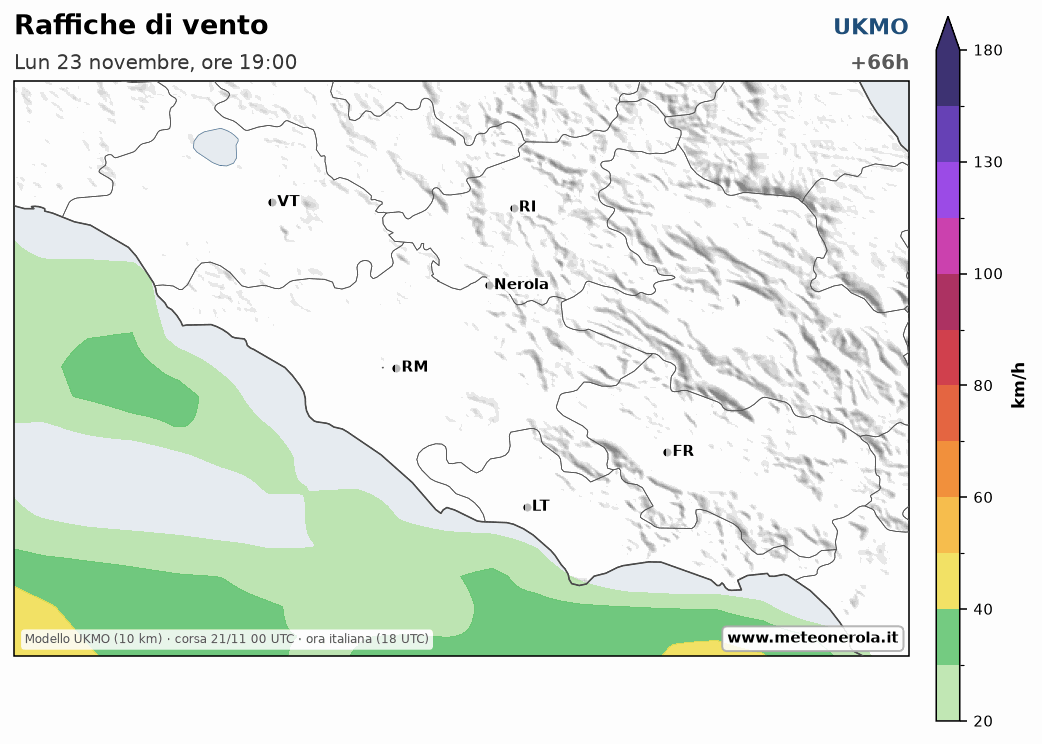 Raffiche di vento
UKMO
Lun 23 novembre, ore 19:00
+66h
VT
RI
Nerola
RM
FR
LT
Modello UKMO (10 km) · corsa 21/11 00 UTC · ora italiana (18 UTC)
www.meteonerola.it
180
130
100
80
60
40
20
km/h